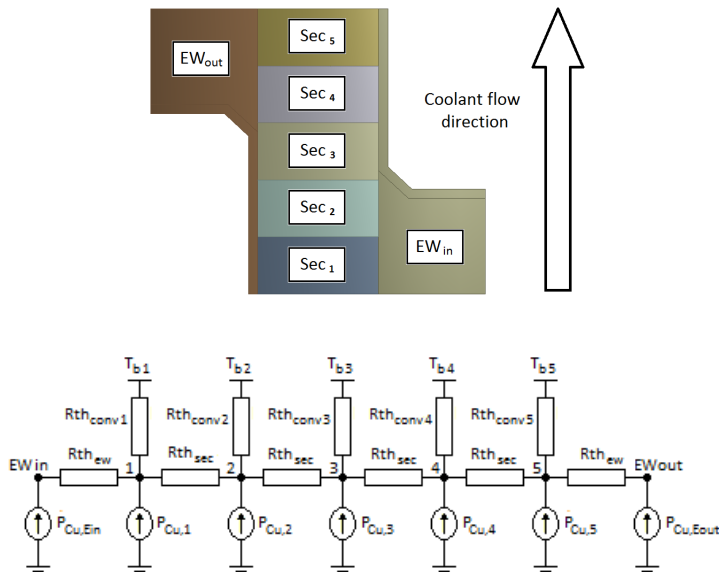 Sec 5
EWout
Sec 4
Coolant flow
direction
Sec 3
Sec 2
EWin
Sec 1
Tb1 Tb2 Tb3 Tb4 Tb5
Rthconv1 Rthconv2 Rthconv3 Rthconv4 Rthconv5
EWin Rthew 1 Rthsec 2 Rthsec 3 Rthsec 4 Rthsec 5 Rthew EWout
PCu,Ein PCu,1 PCu,2 PCu,3 PCu,4 PCu,5 PCu,Eout